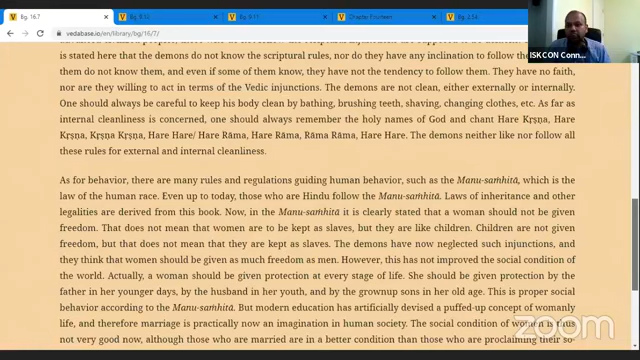 Bg. 16.7
Bg. 8.10
Bg. 9.11
Chapter Fourteen
Bg. 2.54
vedabase.io/en/library/bg/16/7/
is stated here that the demons do not know the scriptural rules, nor do they have any inclination to follow
them do not know them, and even if some of them know, they have not the tendency to follow them. They have no faith,
nor are they willing to act in terms of the Vedic injunctions. The demons are not clean, either externally or internally.
One should always be careful to keep his body clean by bathing, brushing teeth, shaving, changing clothes, etc. As far as
internal cleanliness is concerned, one should always remember the holy names of God and chant Hare Kṛṣṇa, Hare
Kṛṣṇa, Kṛṣṇa Kṛṣṇa, Hare Hare/ Hare Rāma, Hare Rāma, Rāma Rāma, Hare Hare. The demons neither like nor follow all
these rules for external and internal cleanliness.
As for behavior, there are many rules and regulations guiding human behavior, such as the Manu-saṁhitā, which is the
law of the human race. Even up to today, those who are Hindu follow the Manu-saṁhitā. Laws of inheritance and other
legalities are derived from this book. Now, in the Manu-saṁhitā it is clearly stated that a woman should not be given
freedom. That does not mean that women are to be kept as slaves, but they are like children. Children are not given
freedom, but that does not mean that they are kept as slaves. The demons have now neglected such injunctions, and
they think that women should be given as much freedom as men. However, this has not improved the social condition of
the world. Actually, a woman should be given protection at every stage of life. She should be given protection by the
father in her younger days, by the husband in her youth, and by the grownup sons in her old age. This is proper social
behavior according to the Manu-saṁhitā. But modern education has artificially devised a puffed-up concept of womanly
life, and therefore marriage is practically now an imagination in human society. The social condition of women is thus
not very good now, although those who are married are in a better condition than those who are proclaiming their so-
ISKCON Conn...
LIVE ON
zoom